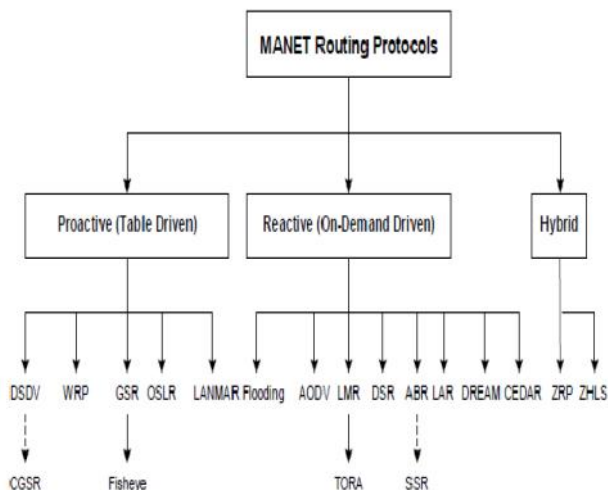 MANET Routing Protocols
Proactive (Table Driven) Reactive (On-Demand Driven) Hybrid
DSDV WRP GSR OSLR LANMAR Flooding AODV LMR DSR ABR LAR DREAM CEDAR ZRP ZHLS
CGSR Fisheye TORA SSR